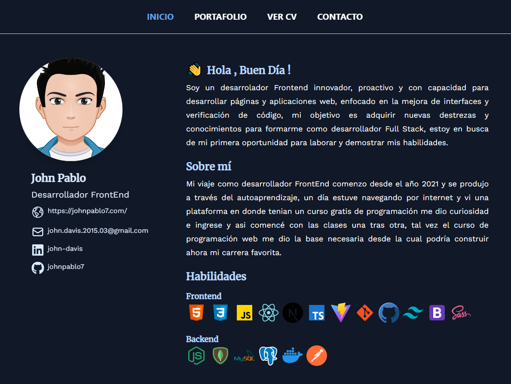 INICIO PORTAFOLIO VER CV CONTACTO
John Pablo
Desarrollador FrontEnd
https://johnpablo7.com/
john.davis.2015.03@gmail.com
john-davis
johnpablo7
Hola , Buen Día !
Soy un desarrolador Frontend innovador, proactivo y con capacidad para
desarrollar páginas y aplicaciones web, enfocado en la mejora de interfaces y
verificación de código, mi objetivo es adquirir nuevas destrezas y
conocimientos para formarme como desarrollador Full Stack, estoy en busca
de mi primera oportunidad para laborar y demostrar mis habilidades.
Sobre mí
Mi viaje como desarrollador FrontEnd comenzo desde el año 2021 y se produjo
a través del autoaprendizaje, un día estuve navegando por internet y vi una
plataforma en donde tenian un curso gratis de programación me dio curiosidad
e ingrese y asi comencé con las clases una tras otra, tal vez el curso de
programación web me dio la base necesaria desde la cual podría construir
ahora mi carrera favorita.
Habilidades
Frontend
5 3 JS N TS B Sass
Backend
JS MySQL